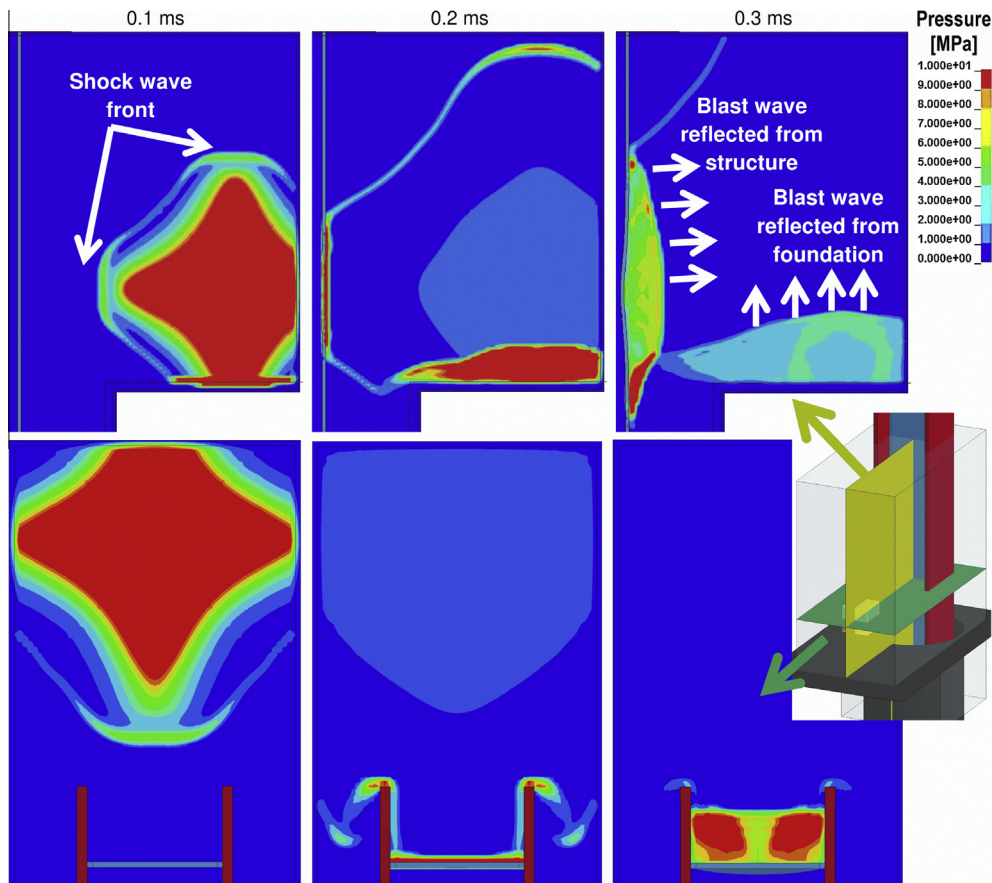 0.1 ms
0.2 ms
0.3 ms
Pressure
[MPa]
1.000e+01
9.000e+00
8.000e+00
7.000e+00
6.000e+00
5.000e+00
4.000e+00
3.000e+00
2.000e+00
1.000e+00
0.000e+00
Shock wave
front
Blast wave
reflected from
structure
Blast wave
reflected from
foundation